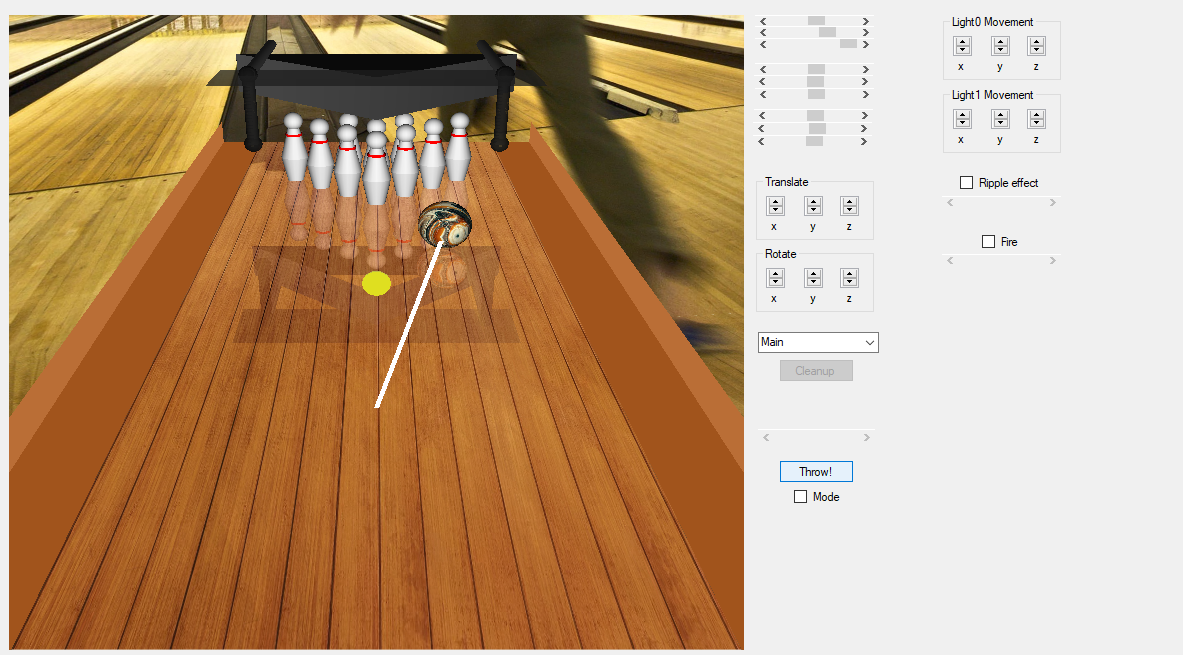 Light0 Movement
x y z
Light1 Movement
x y z
Translate
x y z
Ripple effect
Rotate
x y z
Fire
Main
Cleanup
Throw!
Mode